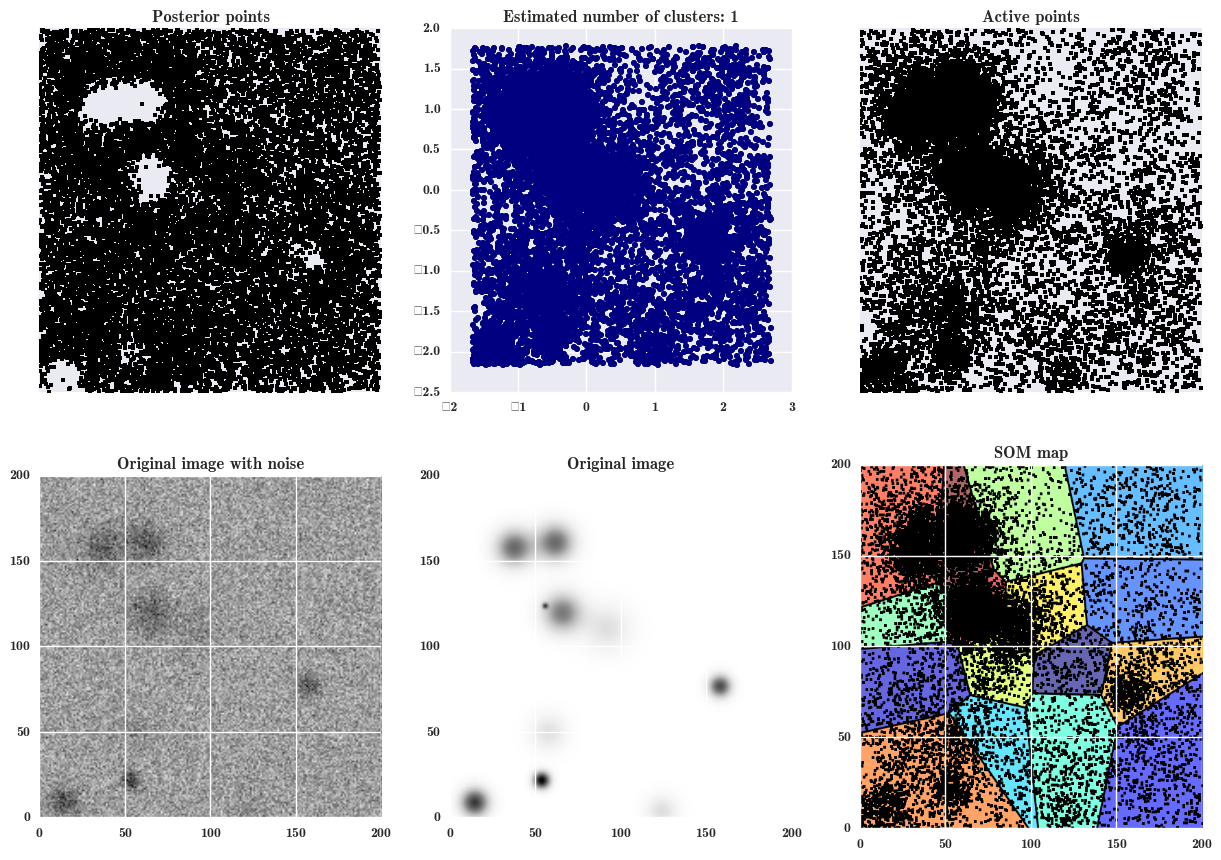 Posterior points
Estimated number of clusters: 1
Active points
2.0
1.5
1.0
0.5
0.0
□0.5
□1.0
□1.5
□2.0
□2.5
□2 □1 0 1 2 3
Original image with noise
Original image
SOM map
200
150
100
50
0
0 50 100 150 200
200
150
100
50
0
0 50 100 150 200
200
150
100
50
0
0 50 100 150 200